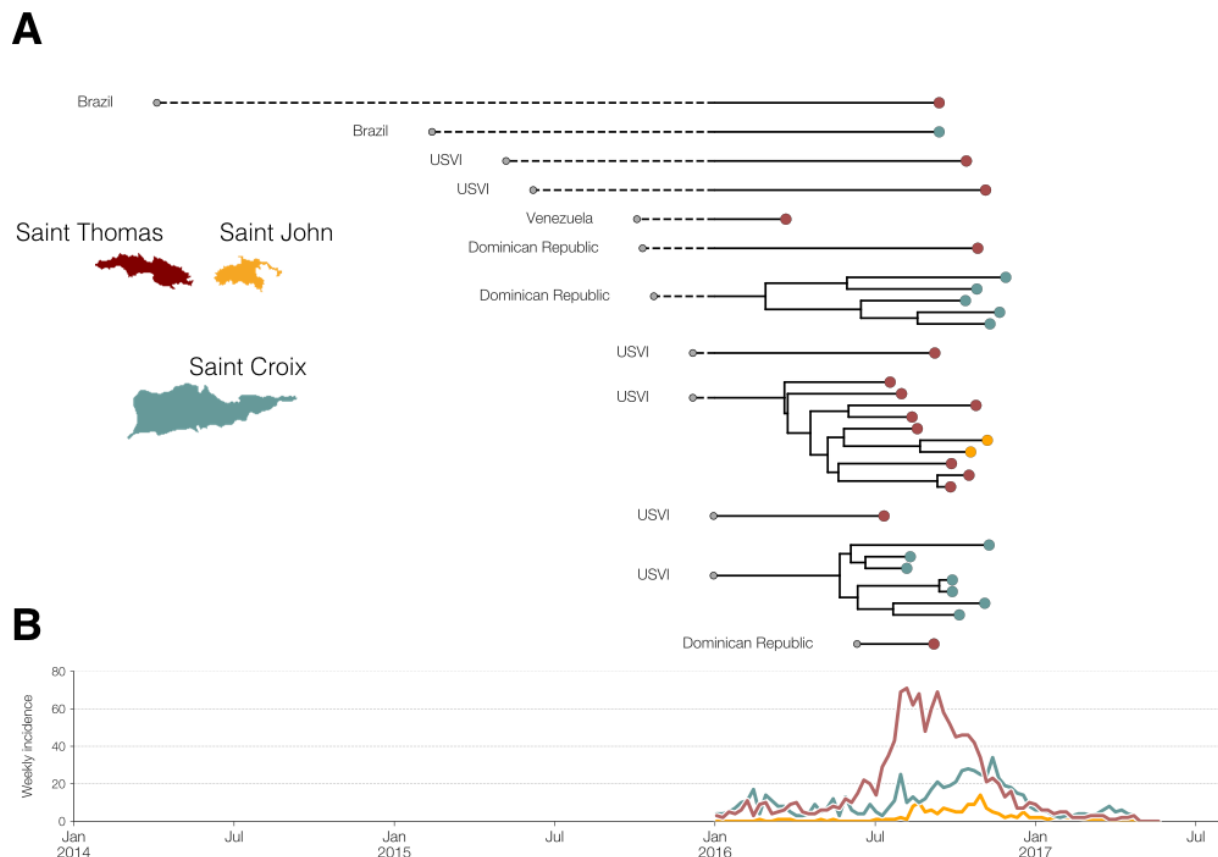 A
Brazil
Brazil
USVI
USVI
Venezuela
Saint Thomas
Saint John
Dominican Republic
Dominican Republic
USVI
Saint Croix
USVI
USVI
USVI
B
Dominican Republic
Weekly incidence
80
60
40
20
0
Jan
2014
Jul
Jan
2015
Jul
Jan
2016
Jul
Jan
2017
Jul